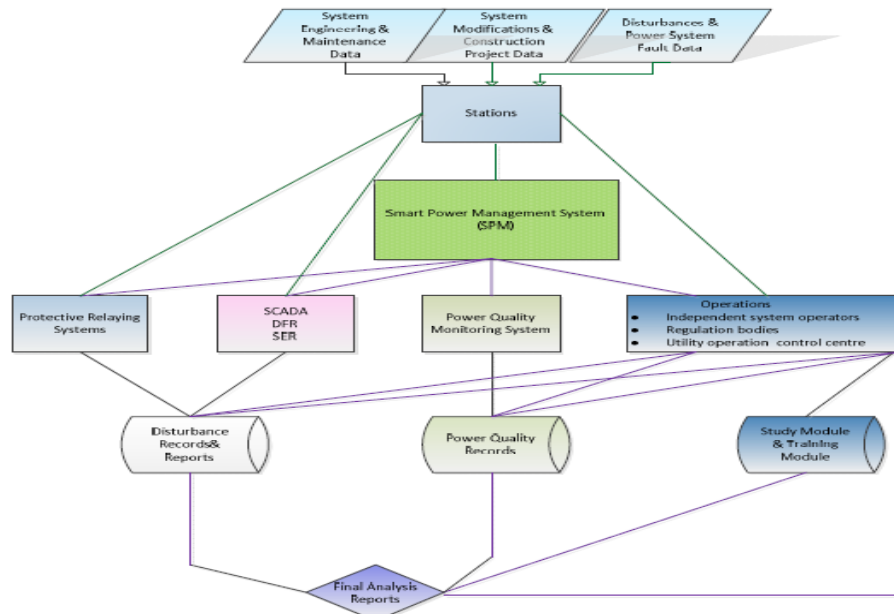 System
Engineering &
Maintenance
Data
System
Modifications &
Construction
Project Data
Disturbances &
Power System
Fault Data
Stations
Smart Power Management System
(SPM)
Protective Relaying
Systems
SCADA
DFR
SER
Power Quality
Monitoring System
Operations
• Independent system operators
• Regulation bodies
• Utility operation control centre
Disturbance
Records&
Reports
Power Quality
Records
Study Module
& Training
Module
Final Analysis
Reports